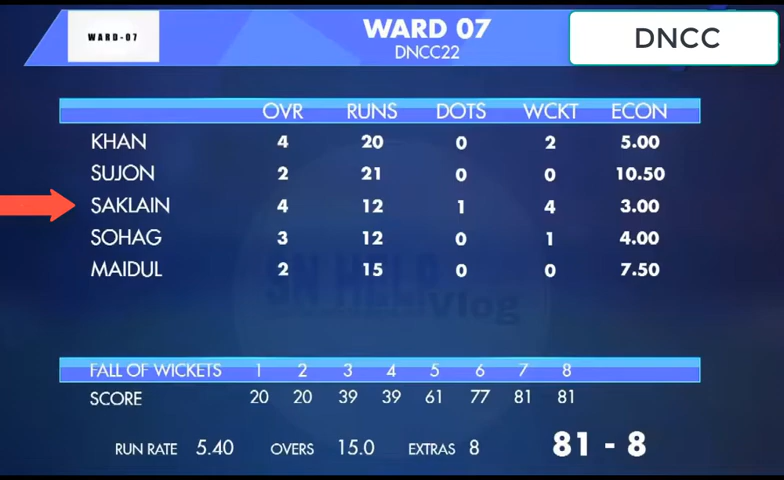 WARD-07
WARD 07
DNCC22
DNCC
OVR RUNS DOTS WCKT ECON
KHAN 4 20 0 2 5.00
SUJON 2 21 0 0 10.50
SAKLAIN 4 12 1 4 3.00
SOHAG 3 12 0 1 4.00
MAIDUL 2 15 0 0 7.50
SN HELP
Vlog
FALL OF WICKETS 1 2 3 4 5 6 7 8
SCORE 20 20 39 39 61 77 81 81
RUN RATE 5.40 OVERS 15.0 EXTRAS 8 81 - 8